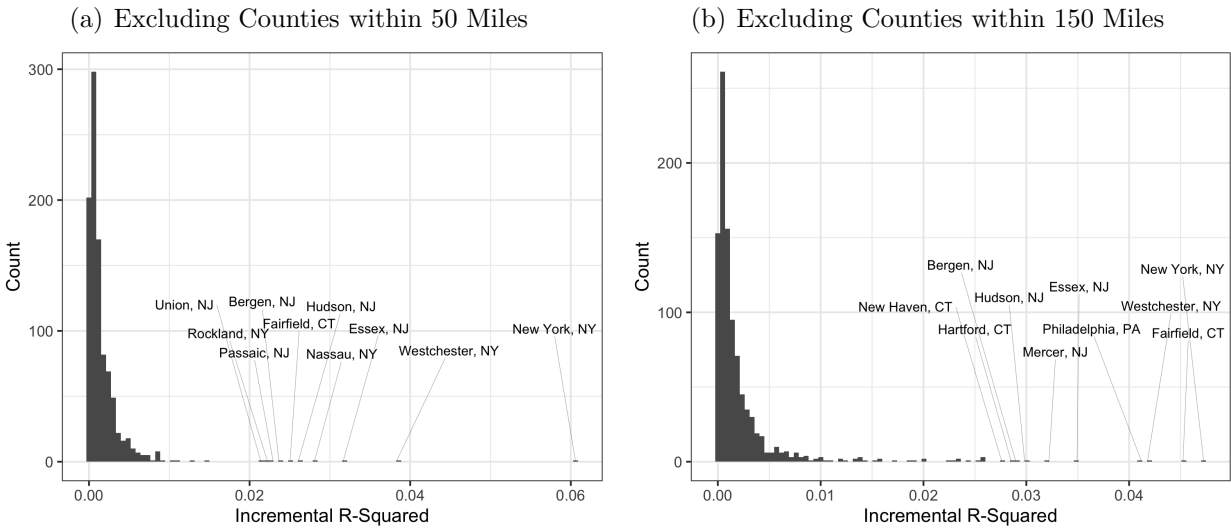 (a) Excluding Counties within 50 Miles
300
200
100
0
Count
Union, NJ
Bergen, NJ
Hudson, NJ
Rockland, NY
Fairfield, CT
Essex, NJ
New York, NY
Passaic, NJ
Nassau, NY
Westchester, NY
0.00
0.02
0.04
0.06
Incremental R-Squared
(b) Excluding Counties within 150 Miles
200
100
0
Count
Bergen, NJ
New York, NY
Essex, NJ
Hudson, NJ
New Haven, CT
Westchester, NY
Hartford, CT
Philadelphia, PA
Fairfield, CT
Mercer, NJ
0.00
0.01
0.02
0.03
0.04
Incremental R-Squared